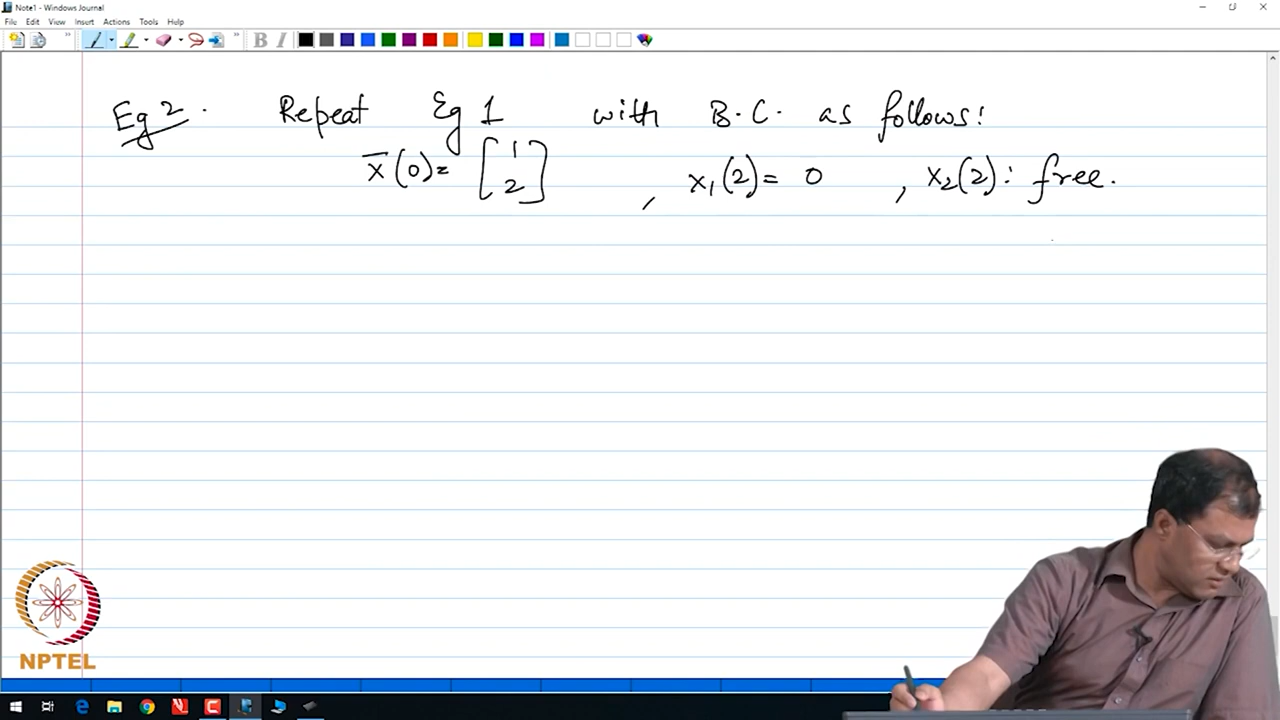 Note1 - Windows Journal
File Edit View Insert Actions Tools Help
Eg 2. Repeat Eg 1 with B.C. as follows:
x̄(0)= [1 2] , x₁(2)= 0 , x₂(2): free.
NPTEL